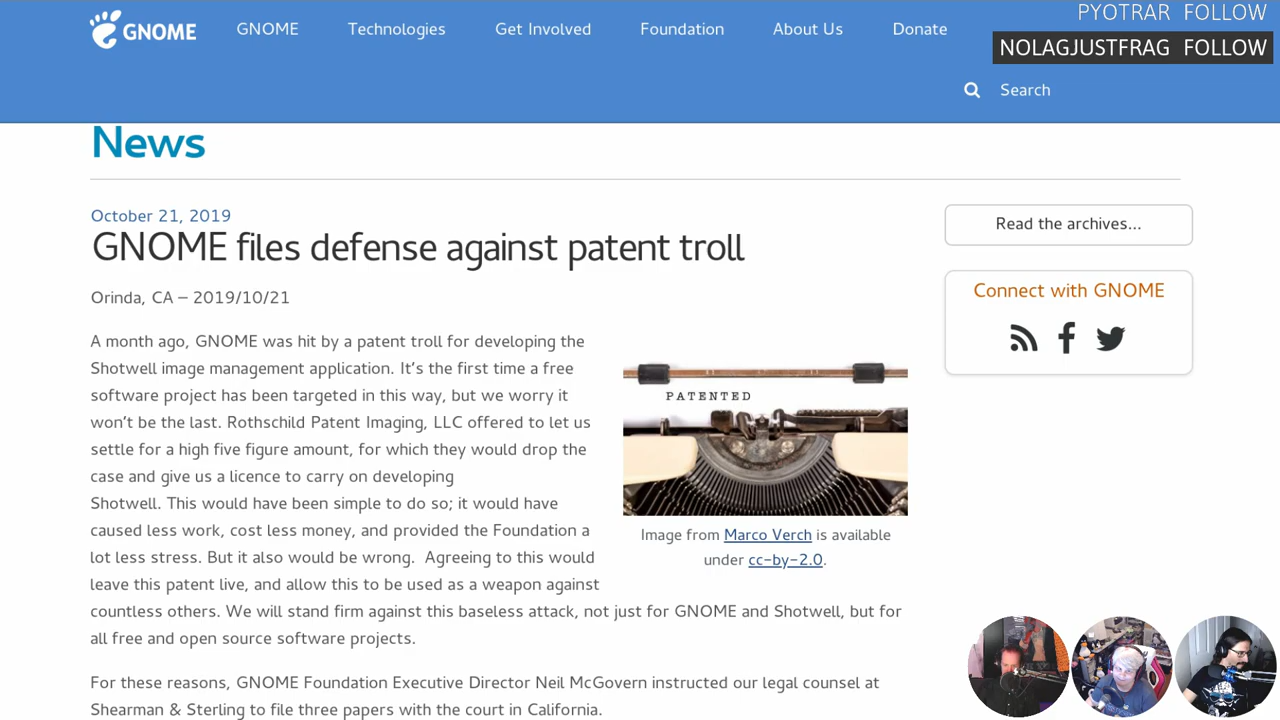 GNOME
GNOME
Technologies
Get Involved
Foundation
About Us
Donate
PYOTRAR FOLLOW
NOLAGJUSTFRAG FOLLOW
Search
News
October 21, 2019
GNOME files defense against patent troll
Orinda, CA – 2019/10/21
A month ago, GNOME was hit by a patent troll for developing the
Shotwell image management application. It’s the first time a free
software project has been targeted in this way, but we worry it
won’t be the last. Rothschild Patent Imaging, LLC offered to let us
settle for a high five figure amount, for which they would drop the
case and give us a licence to carry on developing
Shotwell. This would have been simple to do so; it would have
caused less work, cost less money, and provided the Foundation a
lot less stress. But it also would be wrong. Agreeing to this would
leave this patent live, and allow this to be used as a weapon against
countless others. We will stand firm against this baseless attack, not just for GNOME and Shotwell, but for
all free and open source software projects.
PATENTED
Image from Marco Verch is available
under cc-by-2.0.
For these reasons, GNOME Foundation Executive Director Neil McGovern instructed our legal counsel at
Shearman & Sterling to file three papers with the court in California.
Read the archives...
Connect with GNOME